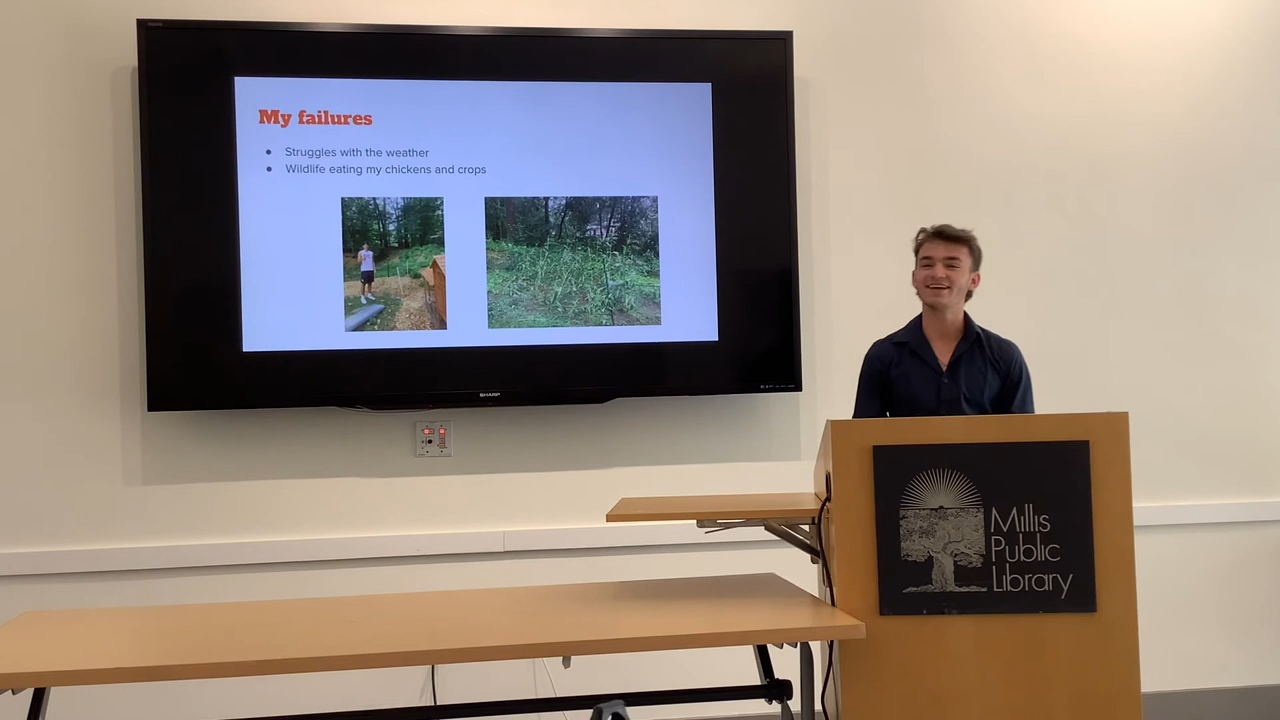 My failures
Struggles with the weather
Wildlife eating my chickens and crops
SHARP
Millis
Public
Library